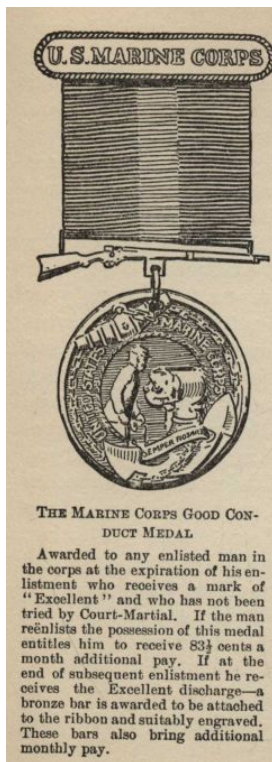 U.S. MARINE CORPS
UNITED STATES
MARINE CORPS
SEMPER
THE MARINE CORPS GOOD CON-
DUCT MEDAL
Awarded to any enlisted man in
the corps at the expiration of his en-
listment who receives a mark of
“Excellent” and who has not been
tried by Court-Martial. If the man
reënlists the possession of this medal
entitles him to receive 83⅓ cents a
month additional pay. If at the
end of subsequent enlistment he re-
ceives the Excellent discharge—a
bronze bar is awarded to be attached
to the ribbon and suitably engraved.
These bars also bring additional
monthly pay.